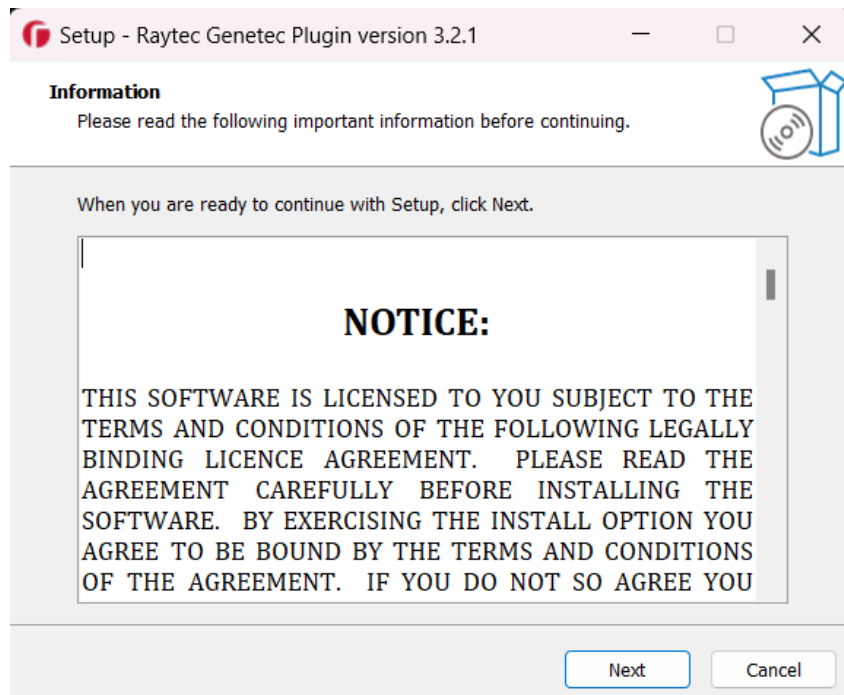 Setup - Raytec Genetec Plugin version 3.2.1
Information
Please read the following important information before continuing.
When you are ready to continue with Setup, click Next.
NOTICE:
THIS SOFTWARE IS LICENSED TO YOU SUBJECT TO THE
TERMS AND CONDITIONS OF THE FOLLOWING LEGALLY
BINDING LICENCE AGREEMENT. PLEASE READ THE
AGREEMENT CAREFULLY BEFORE INSTALLING THE
SOFTWARE. BY EXERCISING THE INSTALL OPTION YOU
AGREE TO BE BOUND BY THE TERMS AND CONDITIONS
OF THE AGREEMENT. IF YOU DO NOT SO AGREE YOU
Next Cancel